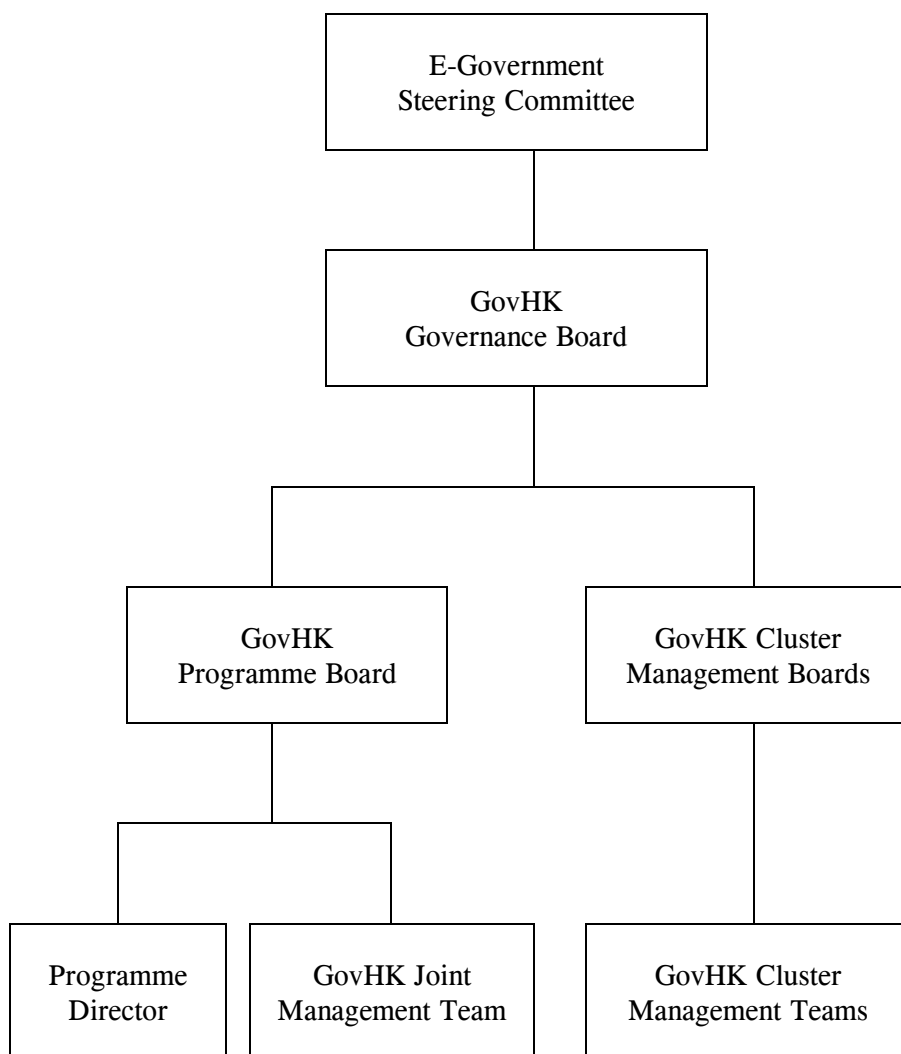 E-Government
Steering Committee
GovHK
Governance Board
GovHK
Programme Board
GovHK Cluster
Management Boards
Programme
Director
GovHK Joint
Management Team
GovHK Cluster
Management Teams